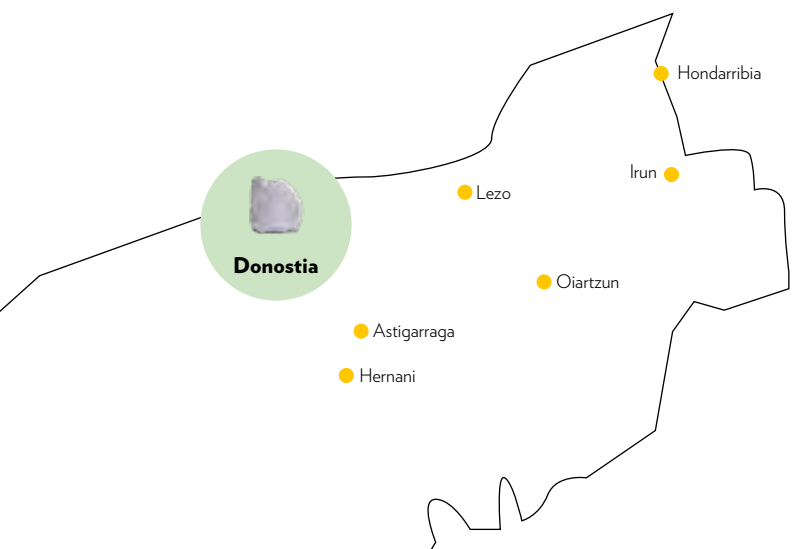 Hondarribia
Irun
Lezo
Donostia
Oiartzun
Astigarraga
Hernani